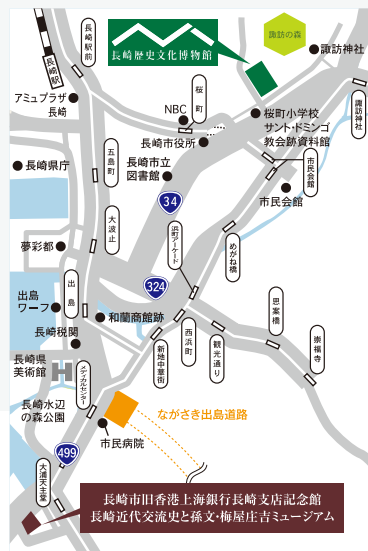 長崎駅前
長崎歴史文化博物館
諏訪の森
諏訪神社
長崎駅
アミュプラザ
長崎
NBC
桜町
桜町小学校
サント・ドミンゴ
教会跡資料館
諏訪神社
長崎市役所
五島町
長崎県庁
長崎市立
図書館
市民会館
市民会館
34
大波止
浜町アーケード
めがね橋
夢彩都
324
出島
出島
ワーフ
和蘭商館跡
思案橋
長崎税関
西浜町
観光通り
崇福寺
新地中華街
長崎県
美術館
メディカルセンター
長崎水辺
の森公園
ながさき出島道路
市民病院
499
大浦天主堂
長崎市旧香港上海銀行長崎支店記念館
長崎近代交流史と孫文・梅屋庄吉ミュージアム